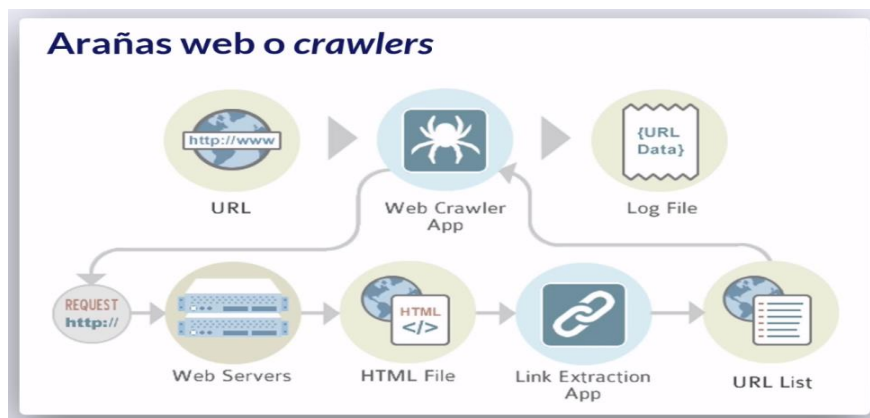 Arañas web o crawlers
http://www
{URL
Data}
URL
Web Crawler
App
Log File
REQUEST
http://
HTML
</>
Web Servers
HTML File
Link Extraction
App
URL List